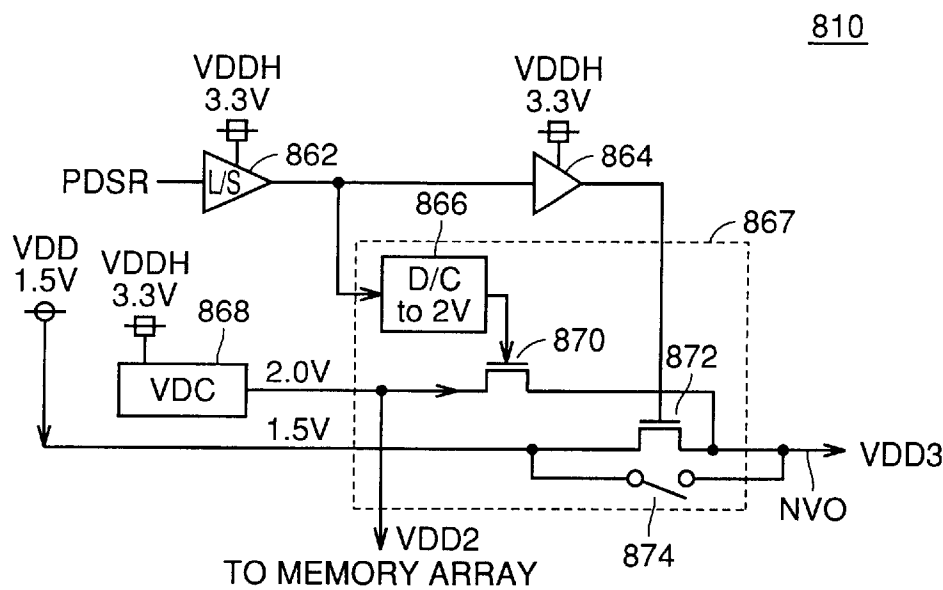 810
VDDH
3.3V
VDDH
3.3V
862
864
PDSR
L/S
866
867
VDD
1.5V
VDDH
3.3V
868
D/C
to 2V
870
872
VDC
2.0V
1.5V
VDD3
NVO
874
VDD2
TO MEMORY ARRAY